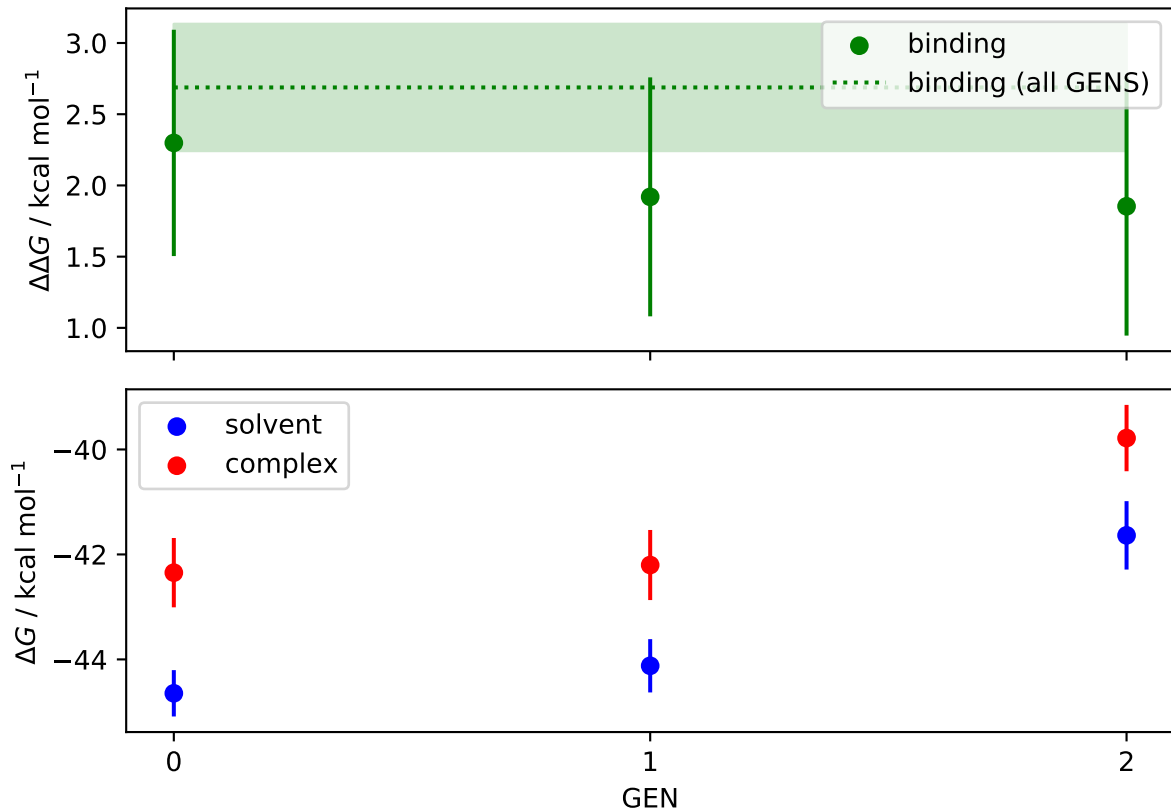 3.0
2.5
2.0
1.5
1.0
ΔΔG / kcal mol⁻¹
binding
binding (all GENS)
−40
−42
−44
ΔG / kcal mol⁻¹
solvent
complex
0 1 2
GEN